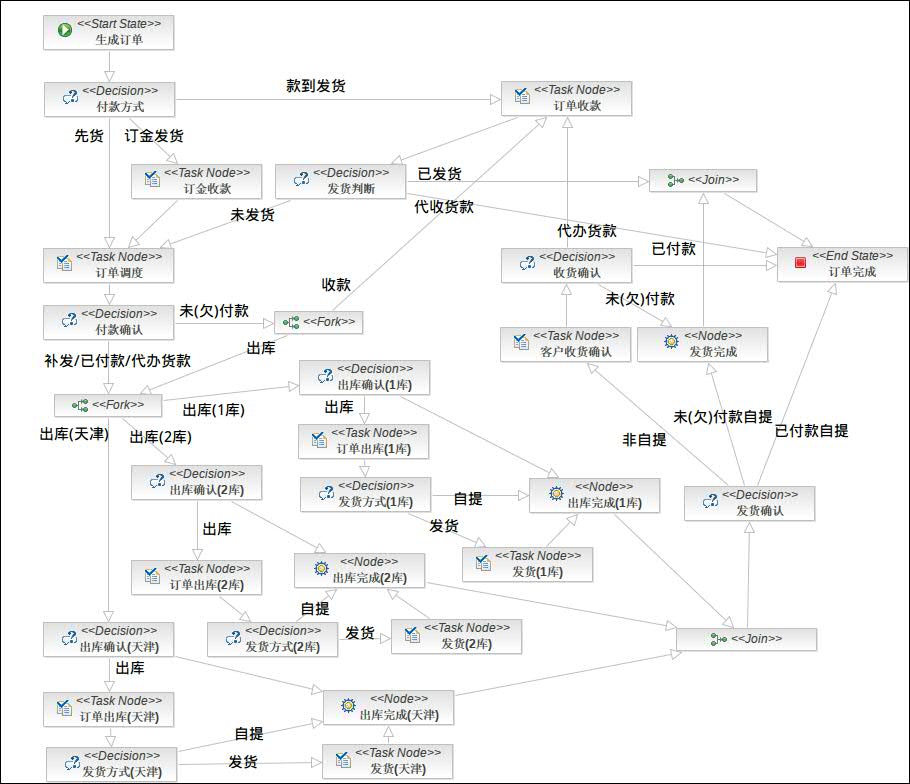 <<Start State>>
生成订单
<<Decision>>
付款方式
款到发货
<<Task Node>>
订单收款
先货
订金发货
<<Task Node>>
订金收款
<<Decision>>
发货判断
已发货
<<Join>>
未发货
代收货款
代办货款
已付款
<<Task Node>>
订单调度
<<Decision>>
收货确认
<<End State>>
订单完成
收款
未(欠)付款
<<Decision>>
付款确认
未(欠)付款
<<Fork>>
<<Task Node>>
客户收货确认
<<Node>>
发货完成
出库
补发/已付款/代办货款
<<Decision>>
出库确认(1库)
<<Fork>>
出库(1库)
出库
未(欠)付款自提
已付款自提
出库(天津)
出库(2库)
<<Task Node>>
订单出库(1库)
非自提
<<Decision>>
出库确认(2库)
<<Decision>>
发货方式(1库)
自提
<<Node>>
出库完成(1库)
<<Decision>>
发货确认
出库
发货
<<Task Node>>
订单出库(2库)
<<Node>>
出库完成(2库)
<<Task Node>>
发货(1库)
自提
<<Decision>>
出库确认(天津)
<<Decision>>
发货方式(2库)
发货
<<Task Node>>
发货(2库)
<<Join>>
出库
<<Task Node>>
订单出库(天津)
<<Node>>
出库完成(天津)
自提
<<Decision>>
发货方式(天津)
发货
<<Task Node>>
发货(天津)